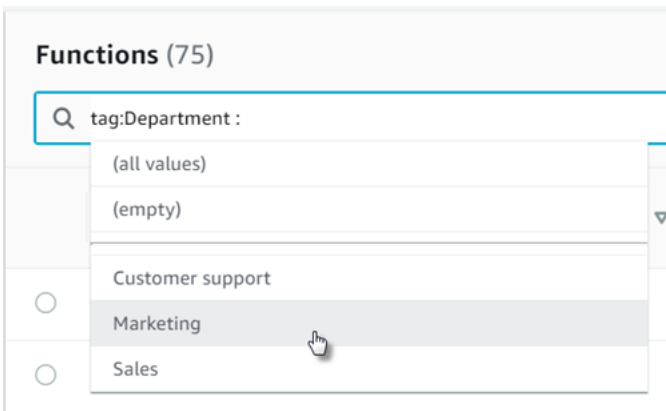 Functions (75)
tag:Department :
(all values)
(empty)
Customer support
Marketing
Sales